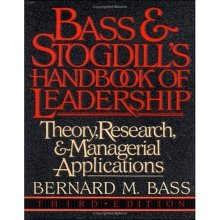 BASS &
STOGDILL'S
HANDBOOK OF
LEADERSHIP
Theory, Research,
& Managerial
Applications
BERNARD M. BASS
THIRD • EDITION